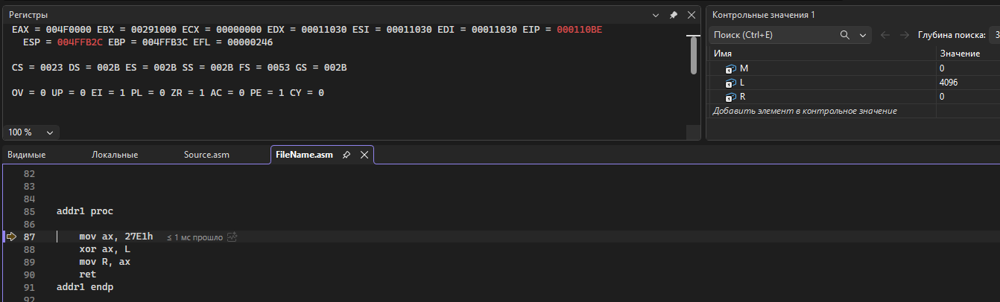 Регистры
EAX = 004F0000 EBX = 00291000 ECX = 00000000 EDX = 00011030 ESI = 00011030 EDI = 00011030 EIP = 000110BE
ESP = 004FFB2C EBP = 004FFB3C EFL = 00000246
CS = 0023 DS = 002B ES = 002B SS = 002B FS = 0053 GS = 002B
OV = 0 UP = 0 EI = 1 PL = 0 ZR = 1 AC = 0 PE = 1 CY = 0
100 %
Контрольные значения 1
Поиск (Ctrl+E) Глубина поиска: 3
Имя Значение
M 0
L 4096
R 0
Добавить элемент в контрольное значение
Видимые Локальные Source.asm FileName.asm
82
83
84
85 addr1 proc
86
87 mov ax, 27E1h ≤ 1 мс прошло
88 xor ax, L
89 mov R, ax
90 ret
91 addr1 endp
92